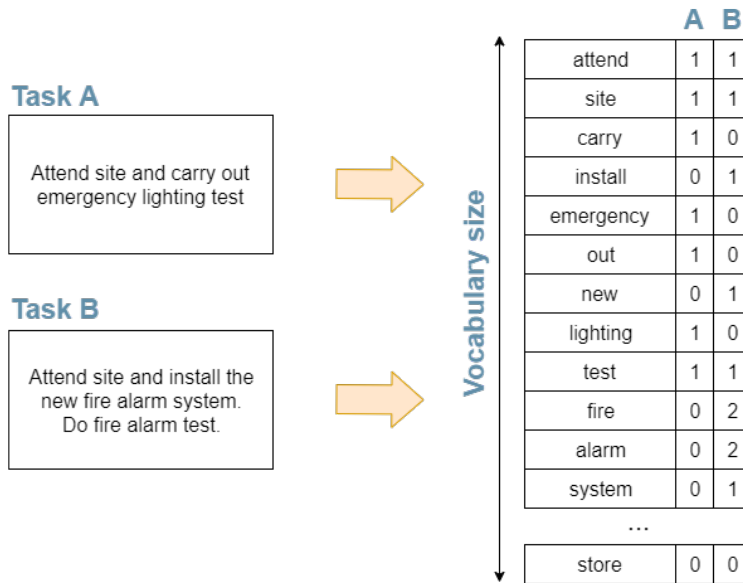 Task A
Attend site and carry out
emergency lighting test
Task B
Attend site and install the
new fire alarm system.
Do fire alarm test.
Vocabulary size
A B
attend 1 1
site 1 1
carry 1 0
install 0 1
emergency 1 0
out 1 0
new 0 1
lighting 1 0
test 1 1
fire 0 2
alarm 0 2
system 0 1
...
store 0 0